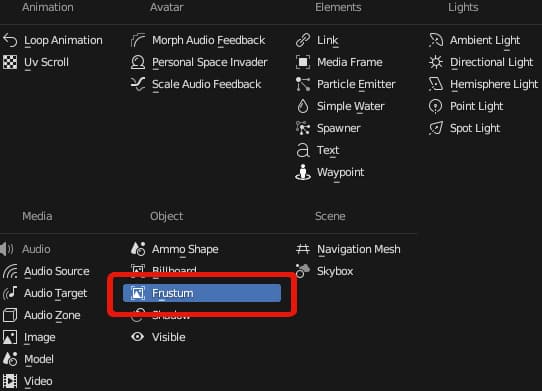 Animation
Loop Animation
Uv Scroll
Avatar
Morph Audio Feedback
Personal Space Invader
Scale Audio Feedback
Elements
Link
Media Frame
Particle Emitter
Simple Water
Spawner
Text
Waypoint
Lights
Ambient Light
Directional Light
Hemisphere Light
Point Light
Spot Light
Media
Audio
Audio Source
Audio Target
Audio Zone
Image
Model
Video
Object
Ammo Shape
Billboard
Frustum
Shadow
Visible
Scene
Navigation Mesh
Skybox